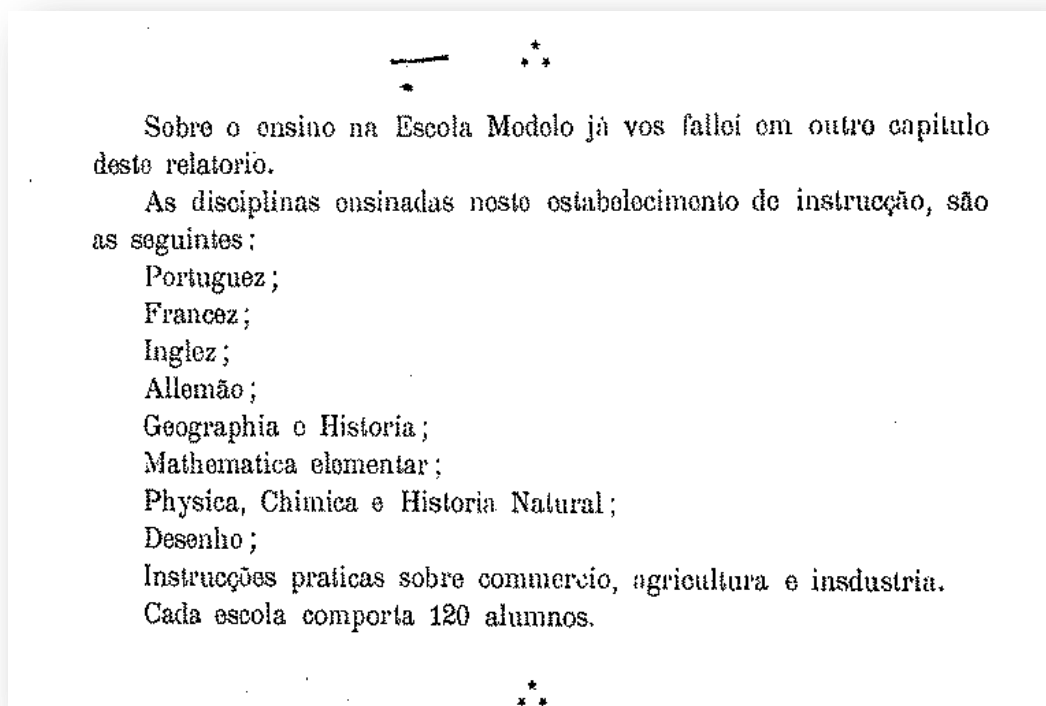 Sobre o ensino na Escola Modelo já vos fallei em outro capitulo
deste relatorio.
As disciplinas ensinadas neste estabelecimento de instrucção, são
as seguintes:
Portuguez;
Francez;
Inglez;
Allemão;
Geographia e Historia;
Mathematica elementar;
Physica, Chimica e Historia Natural;
Desenho;
Instrucções praticas sobre commercio, agricultura e insdustria.
Cada escola comporta 120 alumnos.